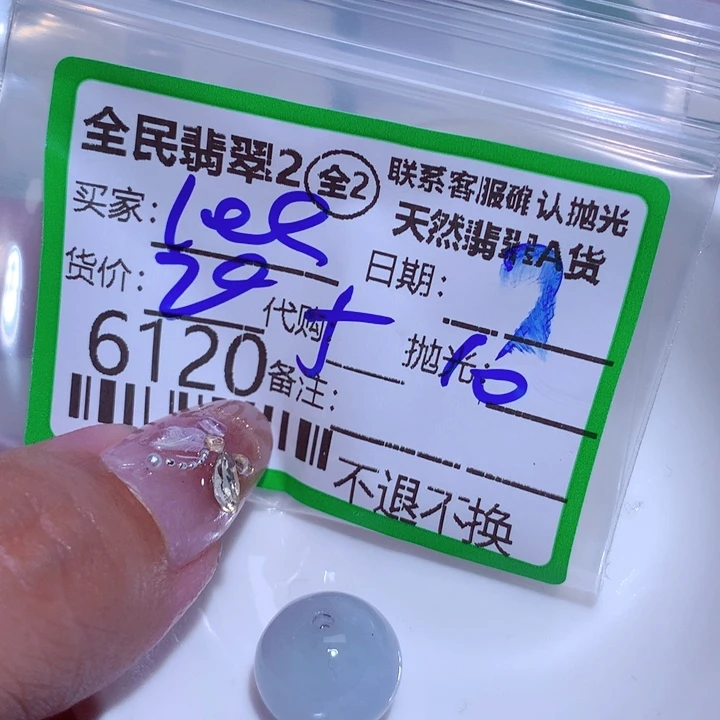 全民翡翠2 全2 联系客服确认抛光
天然翡翠A货
买家: lee
货价: 29 日期:
代购: 5 抛光: 10
6120 备注:
不退不换